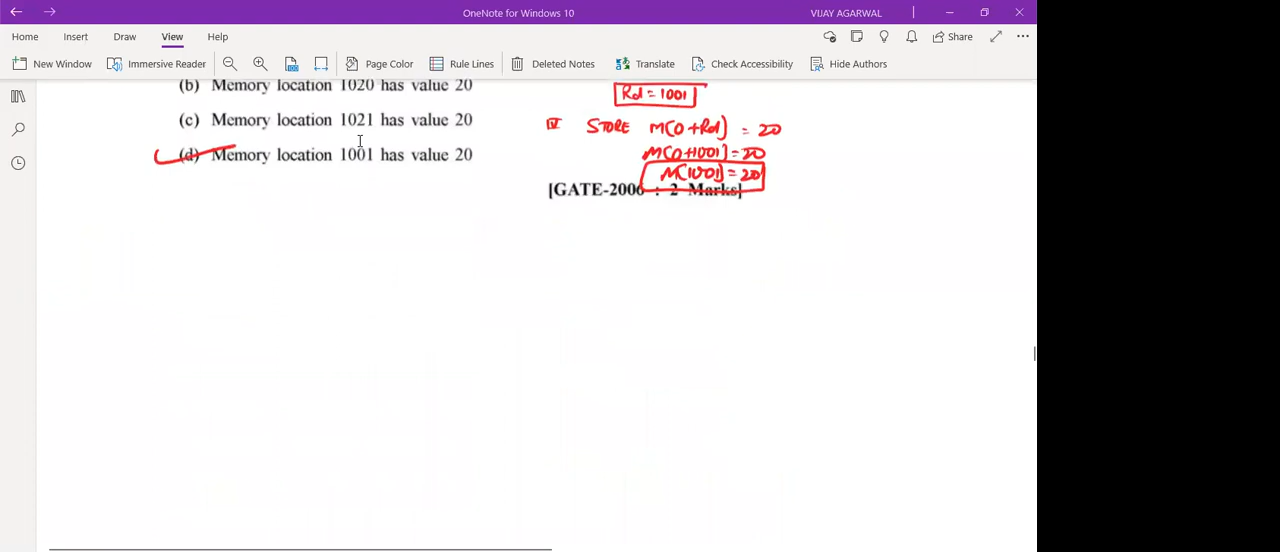 OneNote for Windows 10
VIJAY AGARWAL
Home Insert Draw View Help
Share
New Window Immersive Reader Page Color Rule Lines Deleted Notes Translate Check Accessibility Hide Authors
(b) Memory location 1020 has value 20
Rd = 1001
(c) Memory location 1021 has value 20
IV STORE M[0+Rd] = 20
(d) Memory location 1001 has value 20
M[0+1001] = 20
M[1001] = 20
[GATE-2006 : 2 Marks]